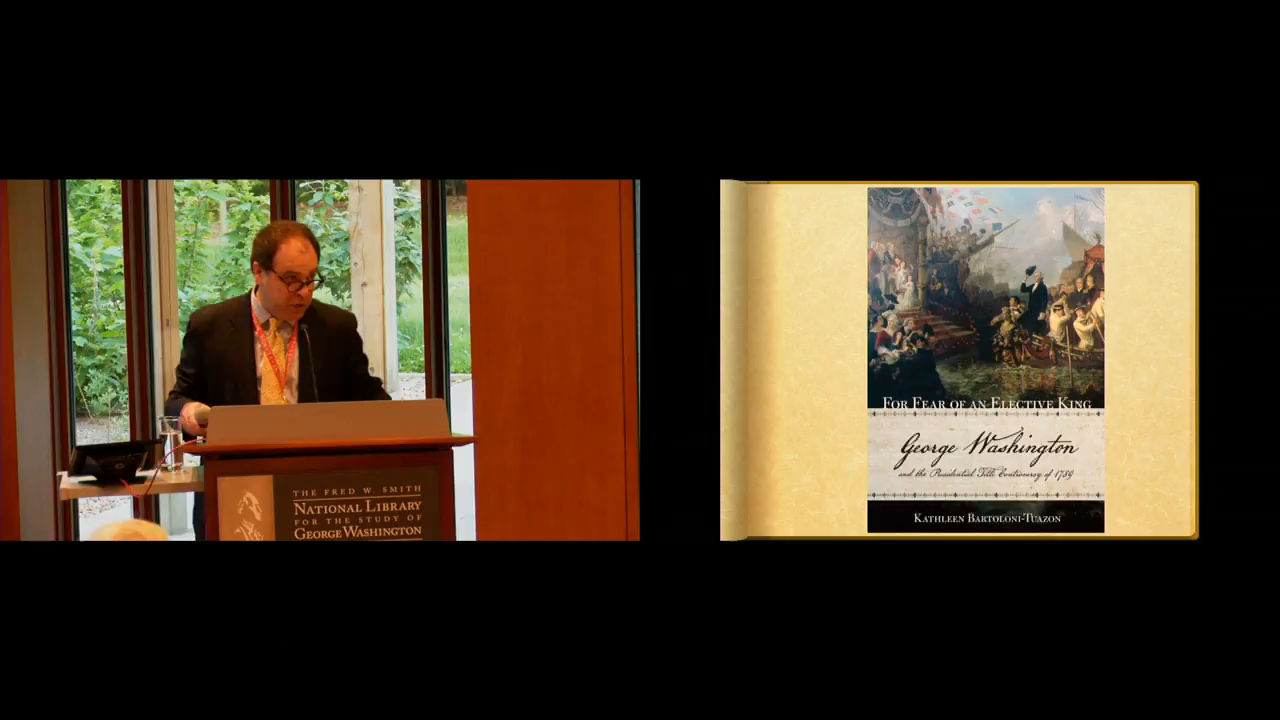 THE FRED W. SMITH
NATIONAL LIBRARY
FOR THE STUDY OF
GEORGE WASHINGTON
FOR FEAR OF AN ELECTIVE KING
George Washington
and the Presidential Title Controversy of 1789
KATHLEEN BARTOLONI-TUAZON